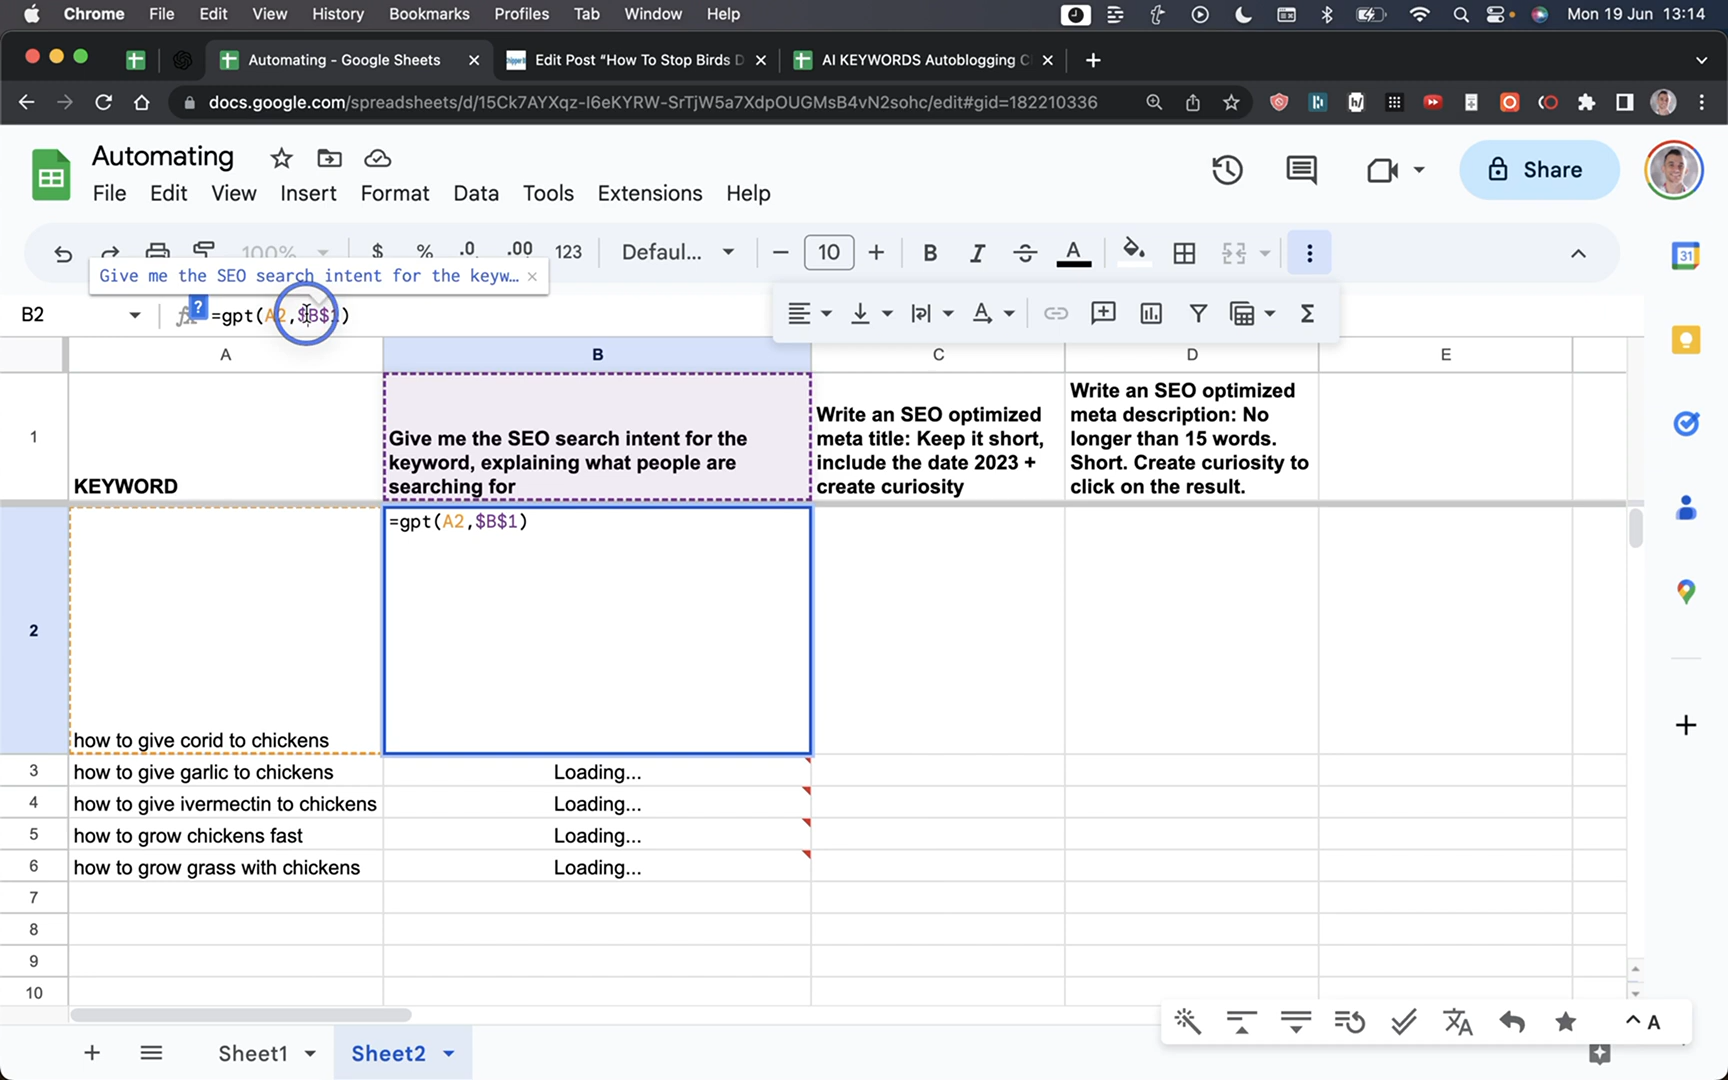 Chrome File Edit View History Bookmarks Profiles Tab Window Help Mon 19 Jun 13:14
Automating - Google Sheets
Edit Post “How To Stop Birds D
AI KEYWORDS Autoblogging C
docs.google.com/spreadsheets/d/15Ck7AYXqz-I6eKYRW-SrTjW5a7XdpOUGMsB4vN2sohc/edit#gid=182210336
Automating
File Edit View Insert Format Data Tools Extensions Help
Share
100% $ % .0 .00 123 Defaul... 10 B I A
31
Give me the SEO search intent for the keyw...
B2 fx ? =gpt(A2,$B$1)
A B C D E
1
KEYWORD
Give me the SEO search intent for the
keyword, explaining what people are
searching for
Write an SEO optimized
meta title: Keep it short,
include the date 2023 +
create curiosity
Write an SEO optimized
meta description: No
longer than 15 words.
Short. Create curiosity to
click on the result.
2
how to give corid to chickens
=gpt(A2,$B$1)
3 how to give garlic to chickens Loading...
4 how to give ivermectin to chickens Loading...
5 how to grow chickens fast Loading...
6 how to grow grass with chickens Loading...
7
8
9
10
A
Sheet1 Sheet2